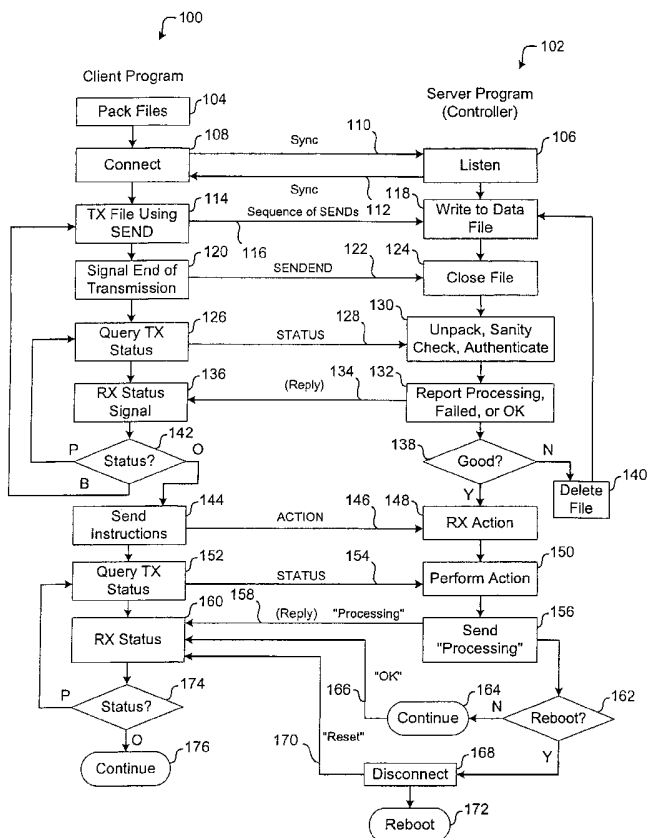 100
102
Client Program
Server Program
(Controller)
Pack Files
104
108
Sync
110
106
Connect
Listen
112
Sync
114
118
TX File Using
SEND
Sequence of SENDs
116
Write to Data
File
120
122
124
Signal End of
Transmission
SENDEND
Close File
126
128
130
Query TX
Status
STATUS
Unpack, Sanity
Check, Authenticate
136
134
132
RX Status
Signal
(Reply)
Report Processing,
Failed, or OK
142
138
P
Status?
O
B
Good?
N
Y
140
Delete
File
144
146
148
Send
Instructions
ACTION
RX Action
152
154
150
Query TX
Status
STATUS
Perform Action
160
158
156
(Reply) "Processing"
RX Status
Send
"Processing"
"OK"
174
166
164
162
P
Status?
Continue
N
Reboot?
O
Y
176
Continue
170
"Reset"
168
Disconnect
172
Reboot